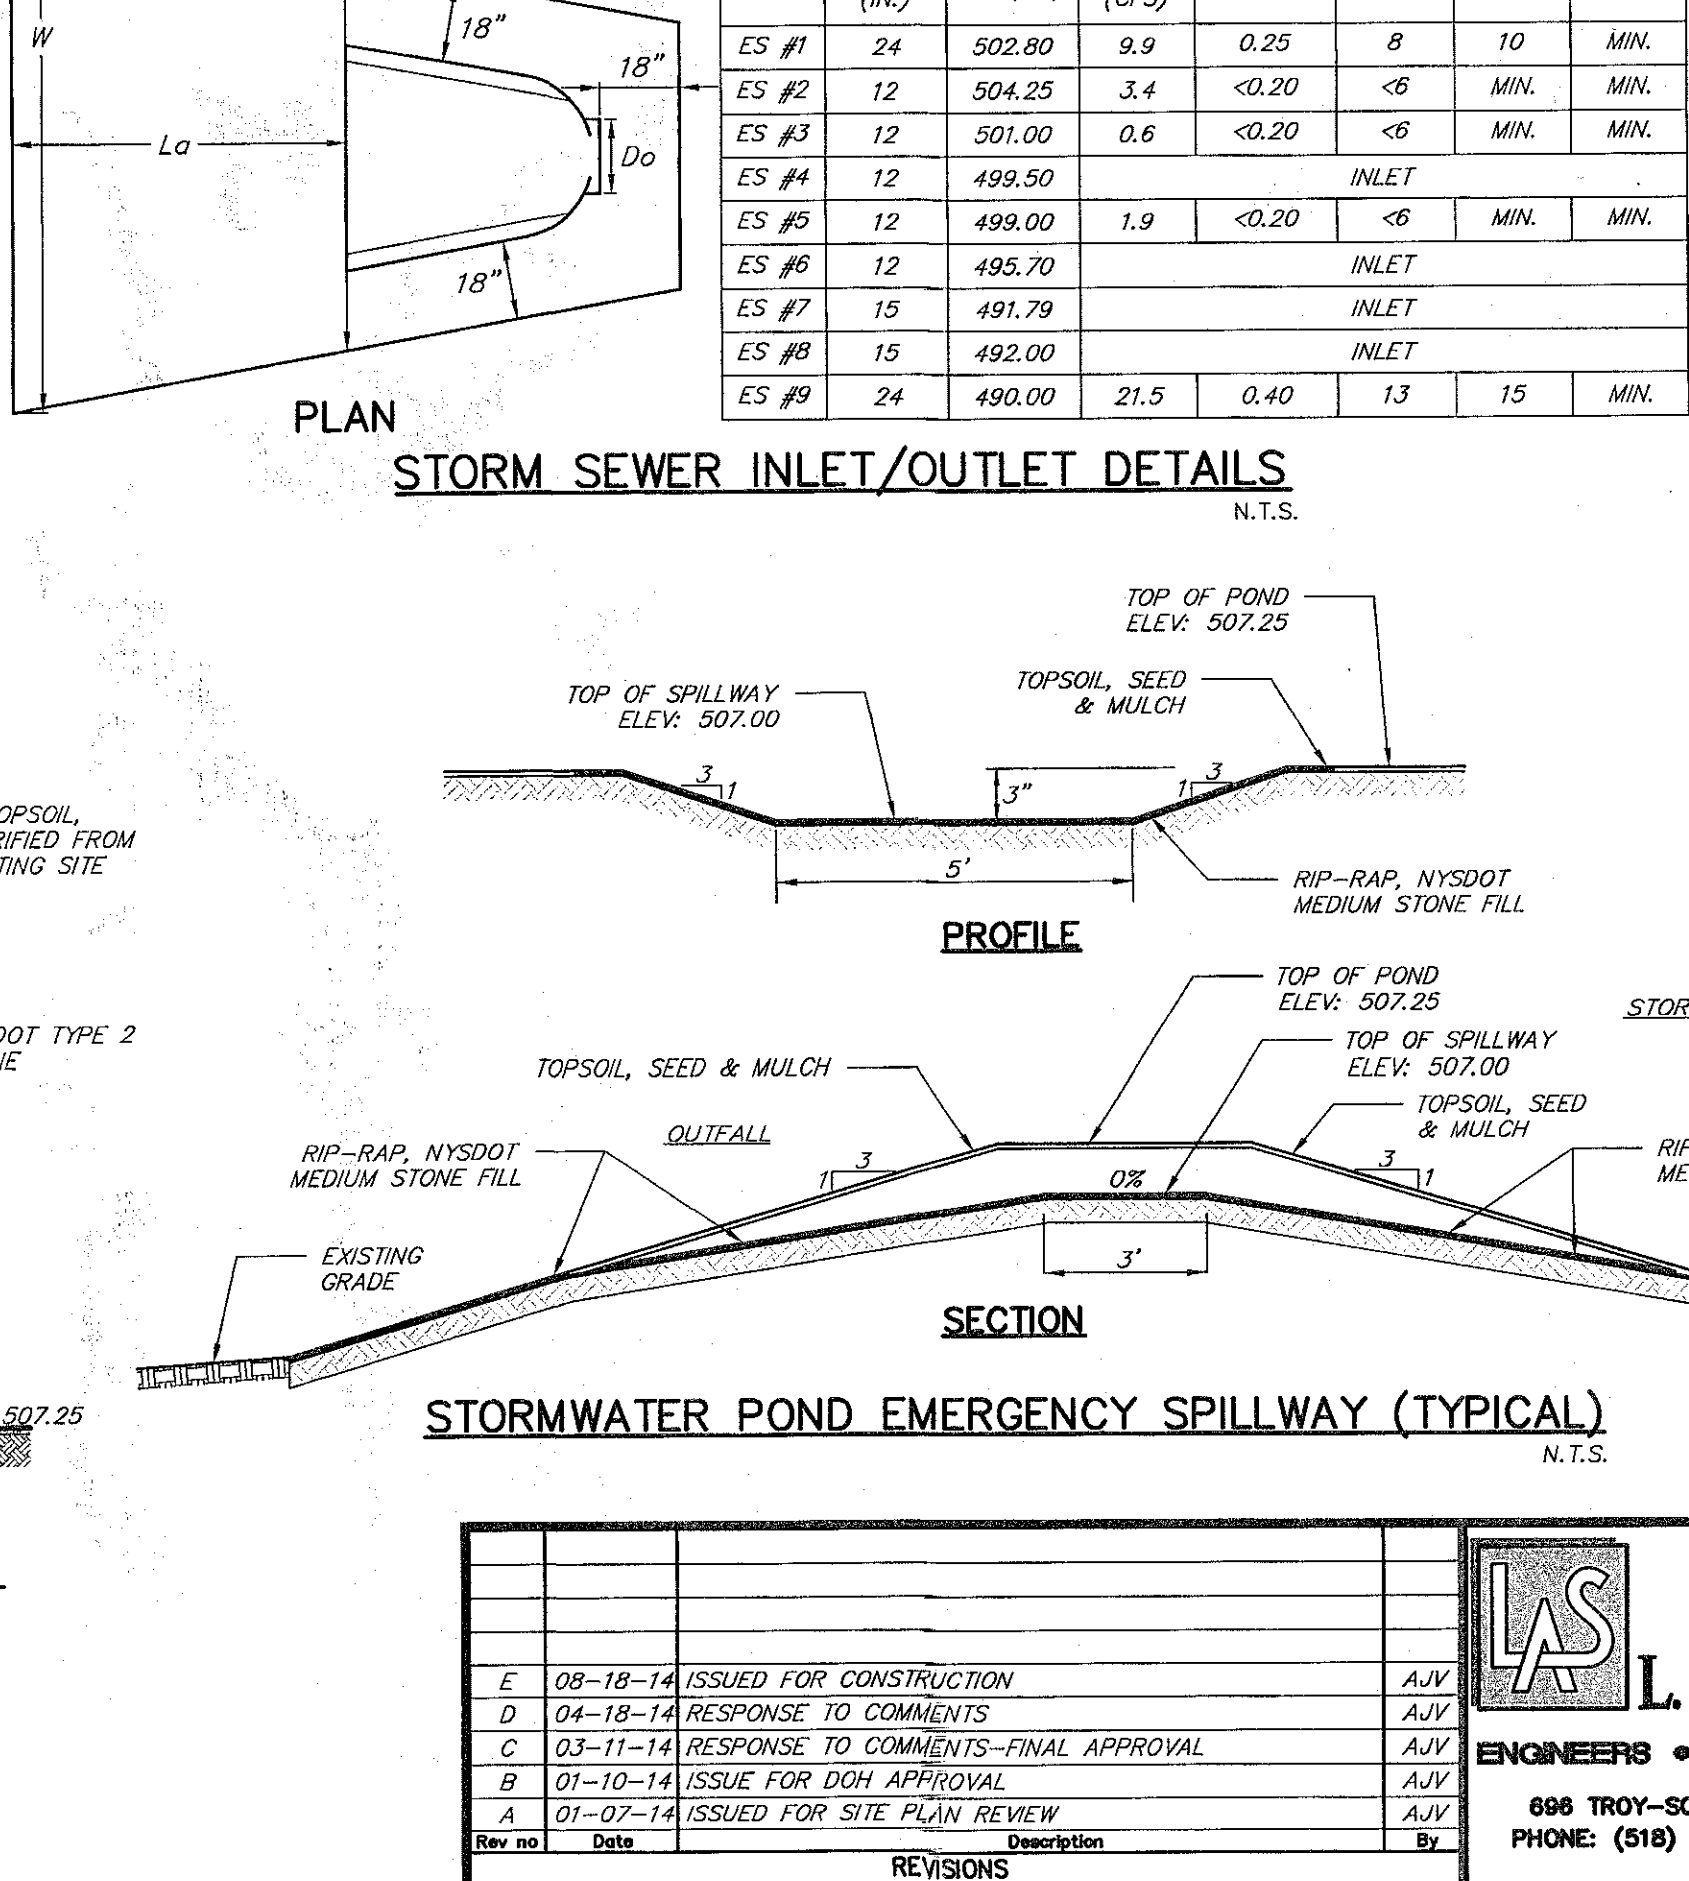 W
La
18"
18"
Do
18"
PLAN
(IN.) (CFS)
ES #1 24 502.80 9.9 0.25 8 10 MIN.
ES #2 12 504.25 3.4 <0.20 <6 MIN. MIN.
ES #3 12 501.00 0.6 <0.20 <6 MIN. MIN.
ES #4 12 499.50 INLET
ES #5 12 499.00 1.9 <0.20 <6 MIN. MIN.
ES #6 12 495.70 INLET
ES #7 15 491.79 INLET
ES #8 15 492.00 INLET
ES #9 24 490.00 21.5 0.40 13 15 MIN.
STORM SEWER INLET/OUTLET DETAILS
N.T.S.
TOP OF POND
ELEV: 507.25
TOP OF SPILLWAY
ELEV: 507.00
TOPSOIL, SEED
& MULCH
3
1
3"
1
3
5'
RIP-RAP, NYSDOT
MEDIUM STONE FILL
PROFILE
OPSOIL,
RIFIED FROM
TING SITE
DOT TYPE 2
NE
TOP OF POND
ELEV: 507.25
TOP OF SPILLWAY
ELEV: 507.00
TOPSOIL, SEED
& MULCH
STOR
TOPSOIL, SEED & MULCH
OUTFALL
RIP-RAP, NYSDOT
MEDIUM STONE FILL
RIP
ME
3
1
0%
3
1
3'
EXISTING
GRADE
SECTION
507.25
STORMWATER POND EMERGENCY SPILLWAY (TYPICAL)
N.T.S.
E 08-18-14 ISSUED FOR CONSTRUCTION AJV
D 04-18-14 RESPONSE TO COMMENTS AJV
C 03-11-14 RESPONSE TO COMMENTS-FINAL APPROVAL AJV
B 01-10-14 ISSUE FOR DOH APPROVAL AJV
A 01-07-14 ISSUED FOR SITE PLAN REVIEW AJV
Rev no Date Description By
REVISIONS
LAS
L.
ENGINEERS
696 TROY-SC
PHONE: (518)